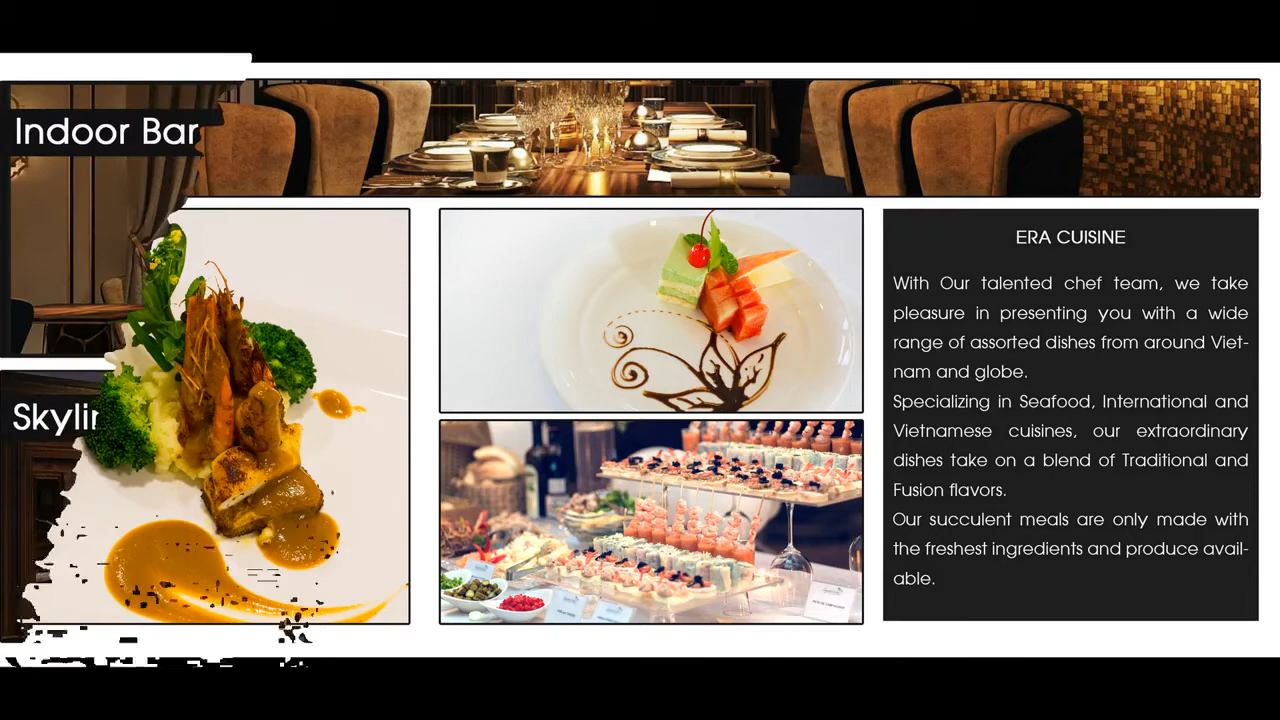 Indoor Bar
Skylin
ERA CUISINE
With Our talented chef team, we take
pleasure in presenting you with a wide
range of assorted dishes from around Viet-
nam and globe.
Specializing in Seafood, International and
Vietnamese cuisines, our extraordinary
dishes take on a blend of Traditional and
Fusion flavors.
Our succulent meals are only made with
the freshest ingredients and produce avail-
able.